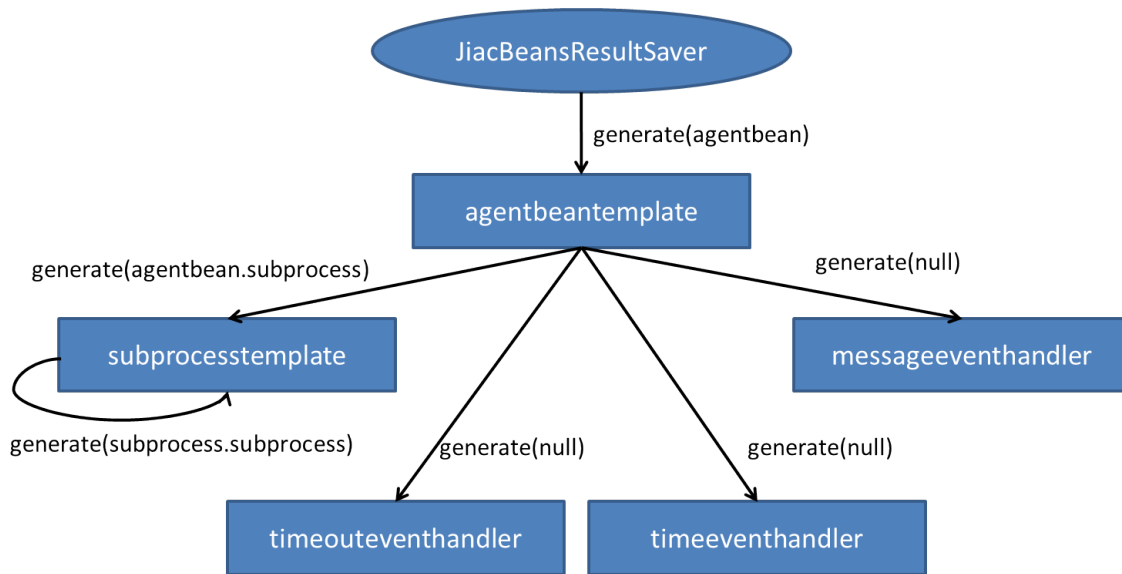 JiacBeansResultSaver
generate(agentbean)
agentbeantemplate
generate(agentbean.subprocess)
generate(null)
subprocesstemplate
messageeventhandler
generate(subprocess.subprocess)
generate(null)
generate(null)
timeouteventhandler
timeeventhandler